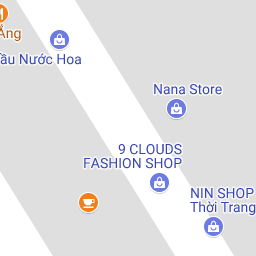 Ắng
ầu Nước Hoa
Nana Store
9 CLOUDS
FASHION SHOP
NIN SHOP
Thời Trang